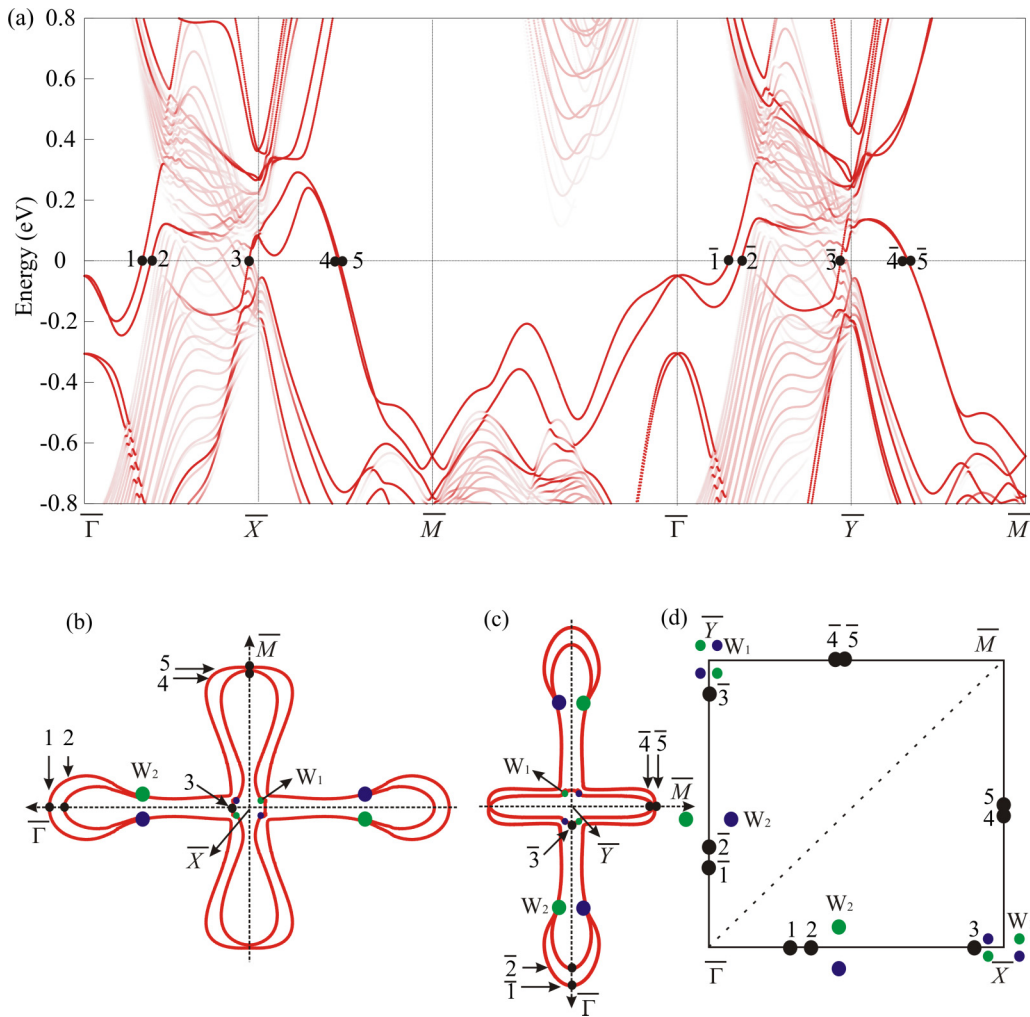 (a)
0.8
0.6
0.4
0.2
0
-0.2
-0.4
-0.6
-0.8
Energy (eV)
1 2 3 4 5 1̅ 2̅ 3̅ 4̅ 5̅
Γ̅ X̅ M̅ Γ̅ Y̅ M̅
(b)
M̅
5
4
1 2
3
W₂
W₁
Γ̅
X̅
(c)
4̅ 5̅
W₁
M̅
3̅
Y̅
W₂
2̅
1̅
Γ̅
(d)
Y̅
W₁
4̅ 5̅
M̅
3̅
W₂
2̅
1̅
5
4
W₂
1 2
3
W
Γ̅
X̅